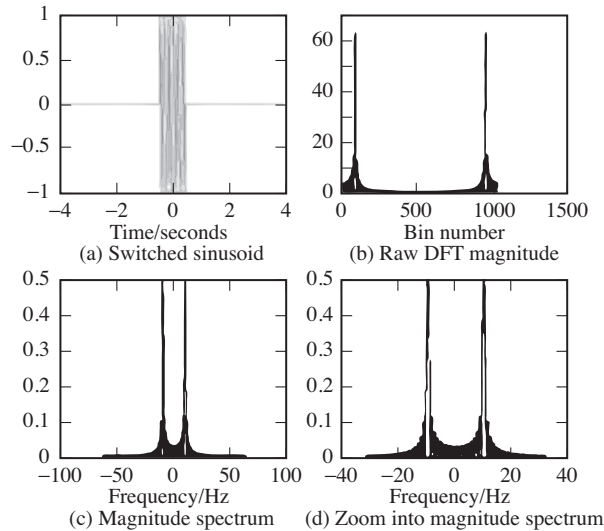 1
0.5
0
−0.5
−1
−4 −2 0 2 4
Time/seconds
(a) Switched sinusoid
60
40
20
0
0 500 1000 1500
Bin number
(b) Raw DFT magnitude
0.5
0.4
0.3
0.2
0.1
0
−100 −50 0 50 100
Frequency/Hz
(c) Magnitude spectrum
0.5
0.4
0.3
0.2
0.1
0
−40 −20 0 20 40
Frequency/Hz
(d) Zoom into magnitude spectrum